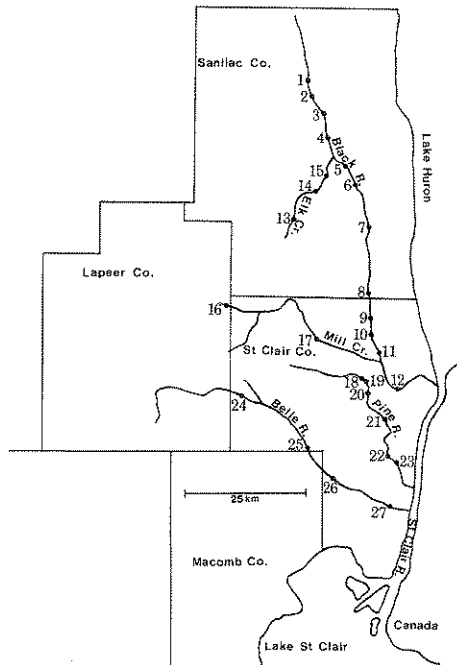 Sanilac Co.
1
2
3
4
Black R.
5
15
6
14
13
Elk Cr.
7
Lake Huron
Lapeer Co.
8
16
9
10
17
Mill Cr.
11
St Clair Co.
12
18
19
20
24
Belle R.
Pine R.
21
25
22
23
26
25 km
27
St Clair R.
Macomb Co.
Canada
Lake St Clair